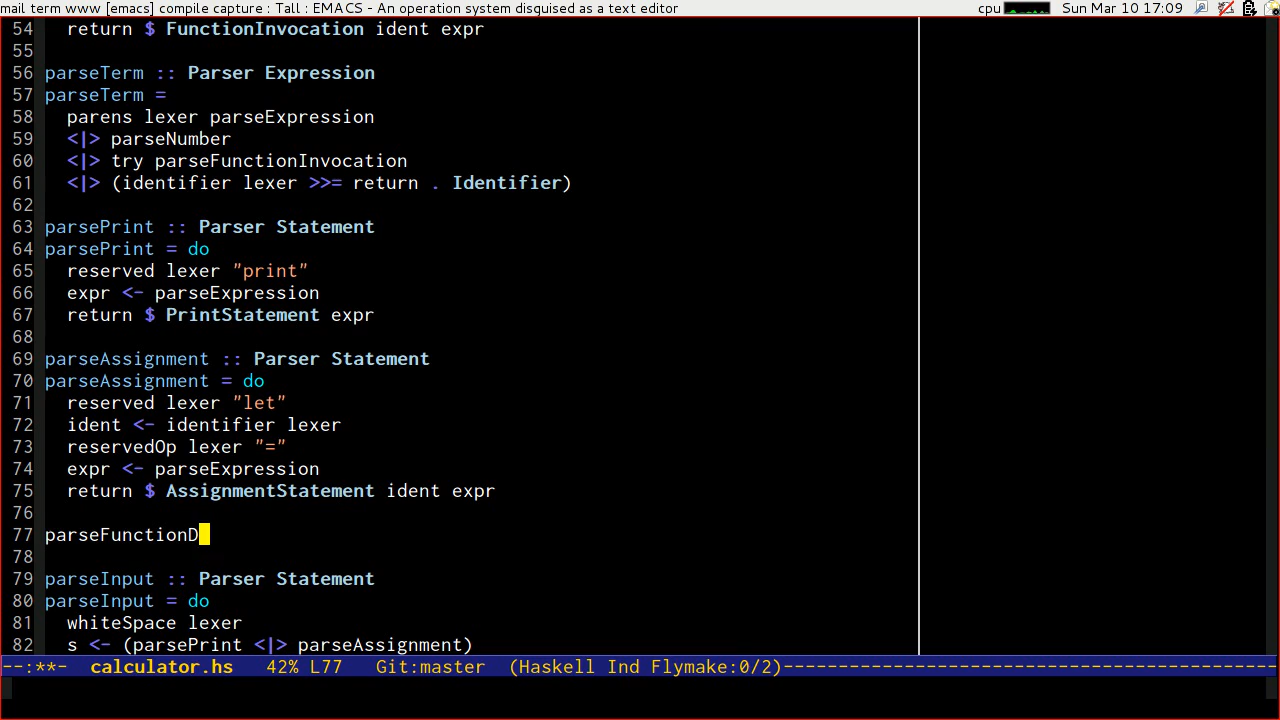 mail term www [emacs] compile capture : Tall : EMACS - An operation system disguised as a text editor cpu Sun Mar 10 17:09
54   return $ FunctionInvocation ident expr
55
56 parseTerm :: Parser Expression
57 parseTerm =
58   parens lexer parseExpression
59   <|> parseNumber
60   <|> try parseFunctionInvocation
61   <|> (identifier lexer >>= return . Identifier)
62
63 parsePrint :: Parser Statement
64 parsePrint = do
65   reserved lexer "print"
66   expr <- parseExpression
67   return $ PrintStatement expr
68
69 parseAssignment :: Parser Statement
70 parseAssignment = do
71   reserved lexer "let"
72   ident <- identifier lexer
73   reservedOp lexer "="
74   expr <- parseExpression
75   return $ AssignmentStatement ident expr
76
77 parseFunctionD
78
79 parseInput :: Parser Statement
80 parseInput = do
81   whiteSpace lexer
82   s <- (parsePrint <|> parseAssignment)
--:**-  calculator.hs   42% L77   Git:master  (Haskell Ind Flymake:0/2)---------------------------------------------